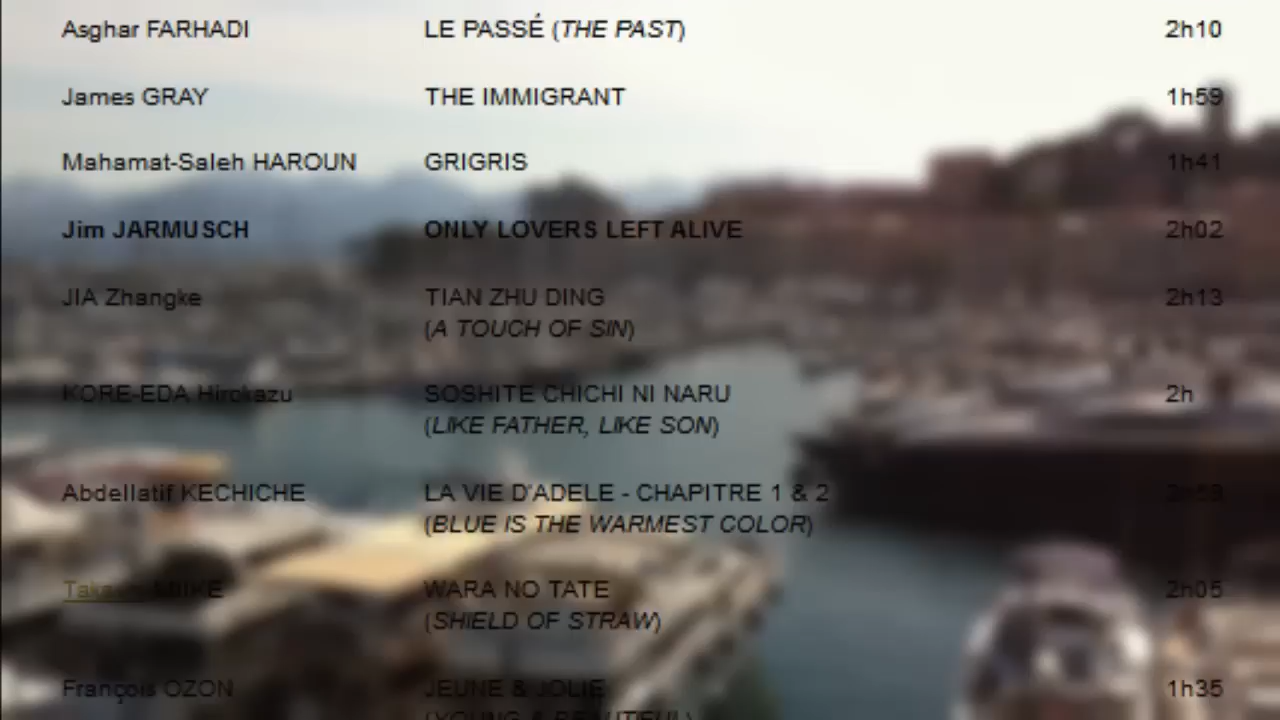 Asghar FARHADI LE PASSÉ (THE PAST) 2h10
James GRAY THE IMMIGRANT 1h59
Mahamat-Saleh HAROUN GRIGRIS 1h41
Jim JARMUSCH ONLY LOVERS LEFT ALIVE 2h02
JIA Zhangke TIAN ZHU DING 2h13
(A TOUCH OF SIN)
KORE-EDA Hirokazu SOSHITE CHICHI NI NARU 2h
(LIKE FATHER, LIKE SON)
Abdellatif KECHICHE LA VIE D'ADELE - CHAPITRE 1 & 2
(BLUE IS THE WARMEST COLOR)
MIIKE WARA NO TATE 2h05
(SHIELD OF STRAW)
François OZON JEUNE & JOLIE 1h35
(YOUNG & BEAUTIFUL)